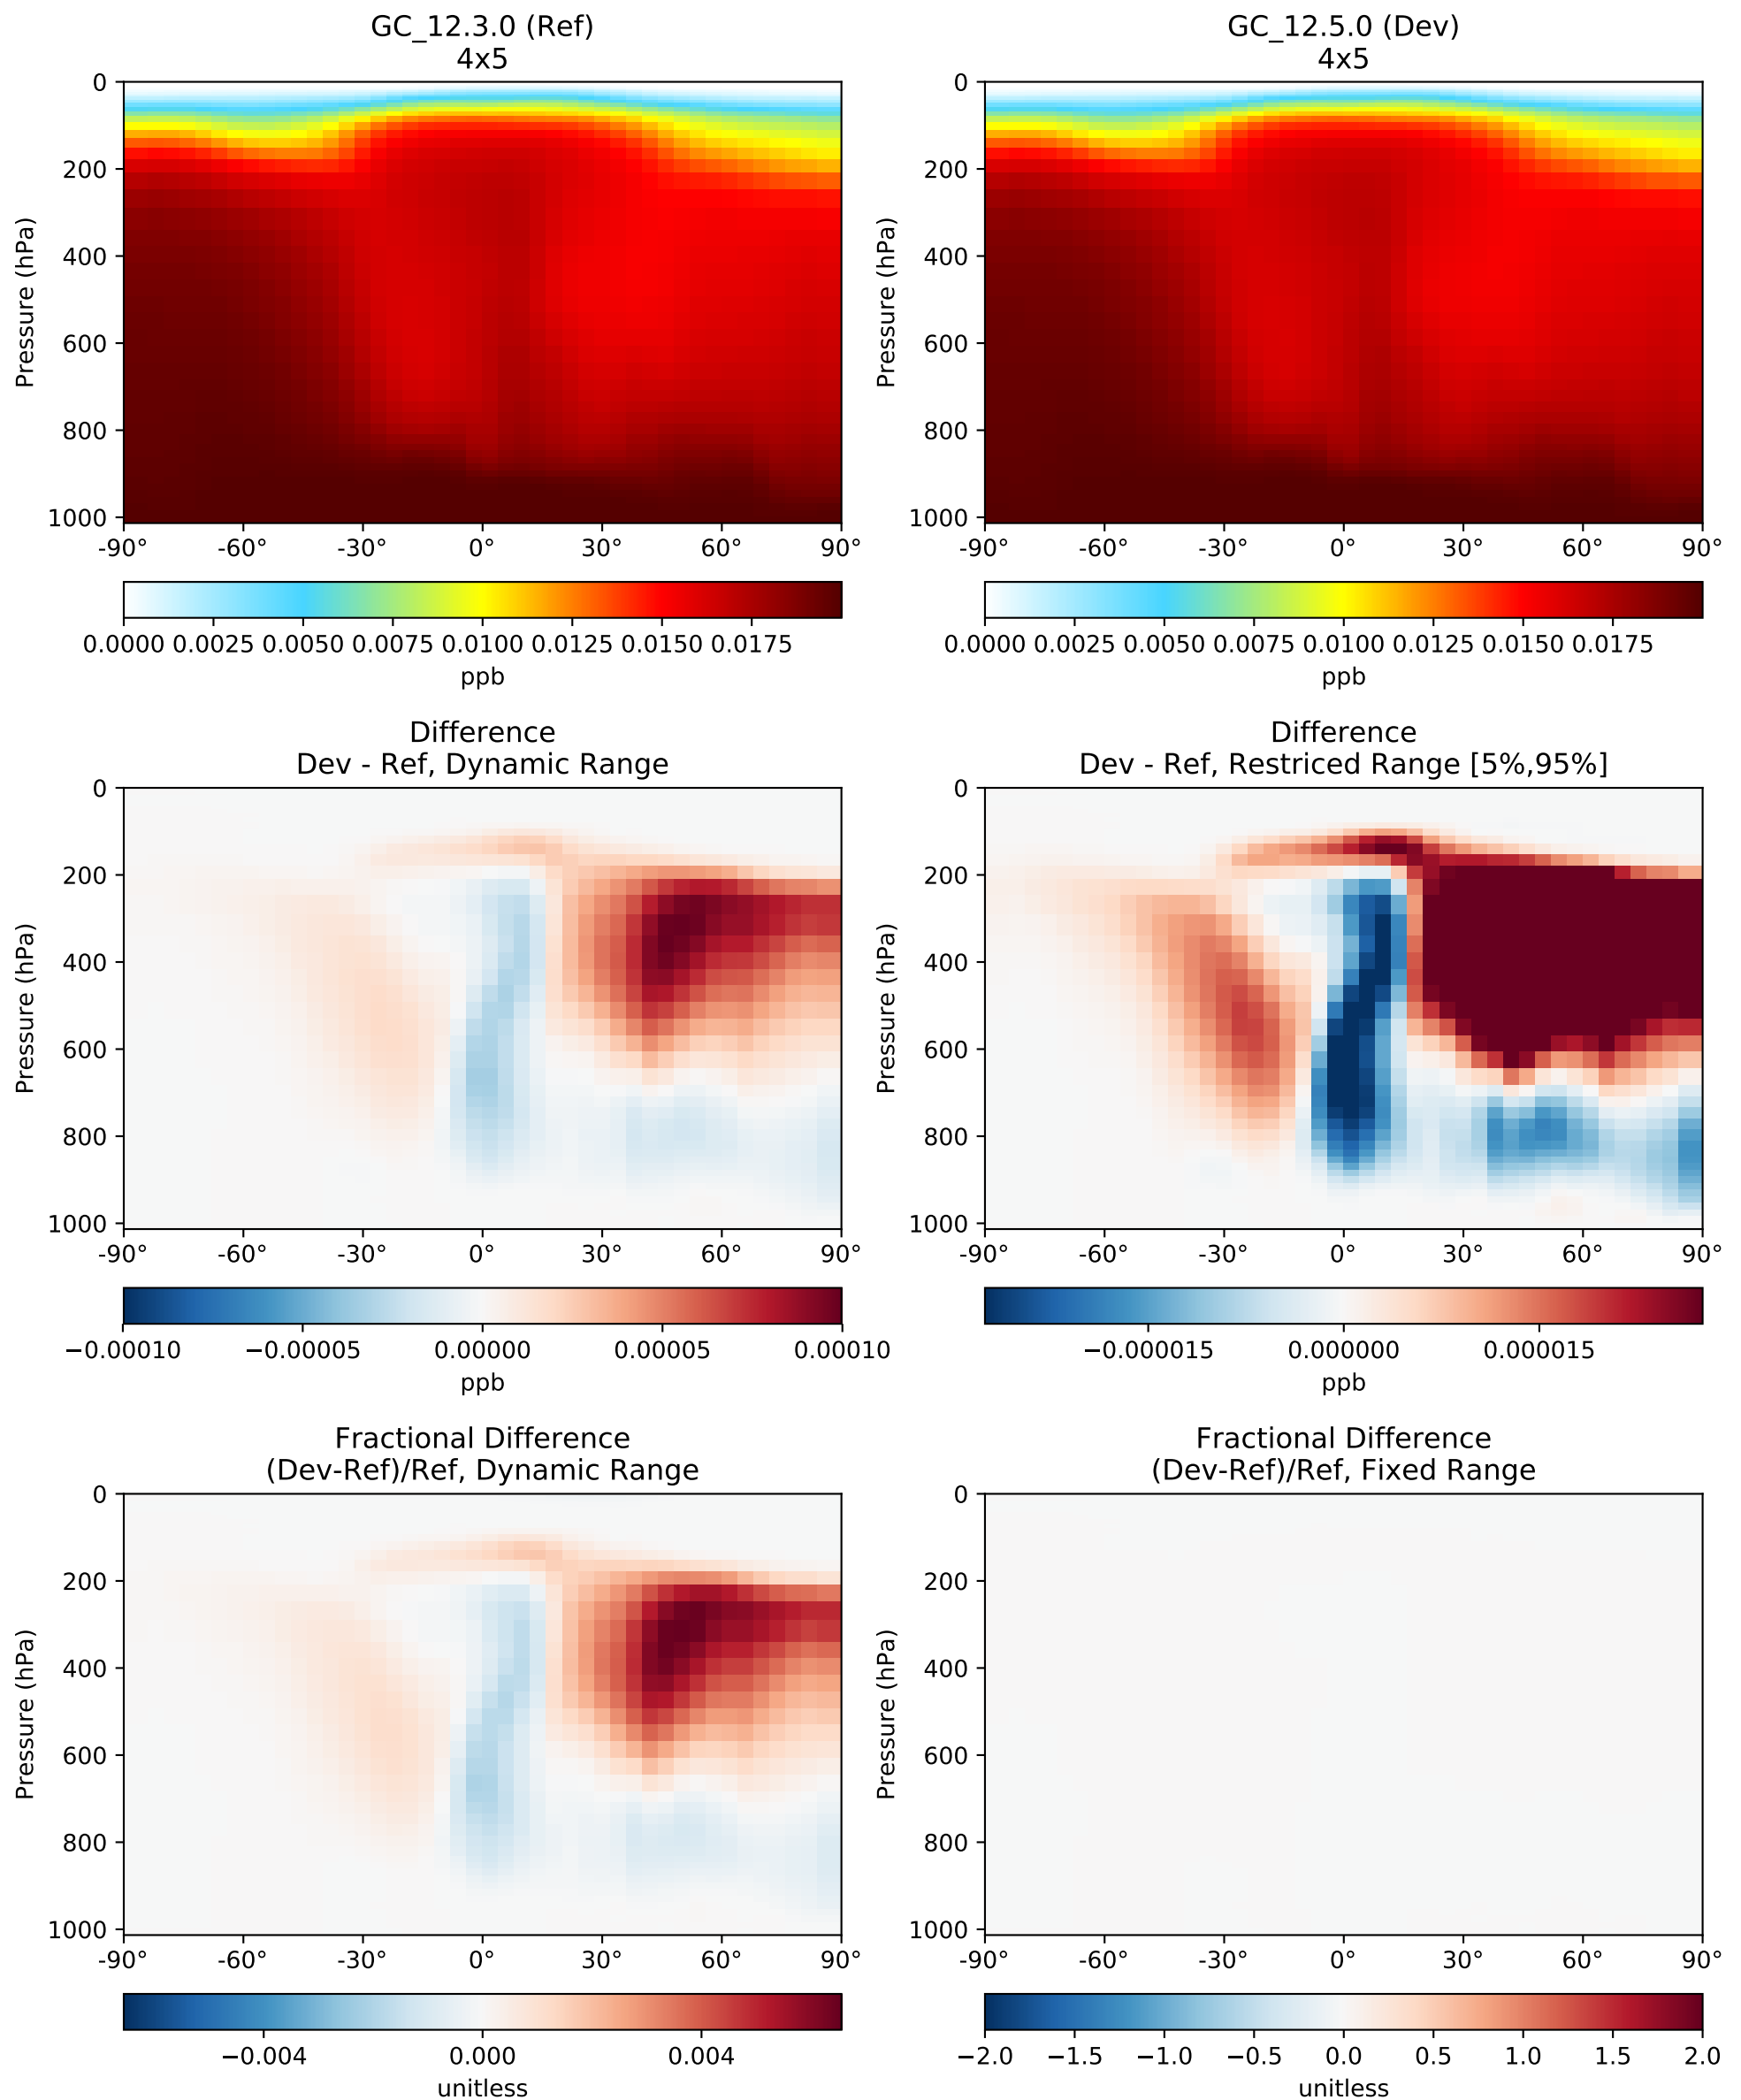 GC_12.3.0 (Ref)
4x5
GC_12.5.0 (Dev)
4x5
Pressure (hPa)
0
200
400
600
800
1000
-90° -60° -30° 0° 30° 60° 90°
0.0000 0.0025 0.0050 0.0075 0.0100 0.0125 0.0150 0.0175
ppb
Pressure (hPa)
0
200
400
600
800
1000
-90° -60° -30° 0° 30° 60° 90°
0.0000 0.0025 0.0050 0.0075 0.0100 0.0125 0.0150 0.0175
ppb
Difference
Dev - Ref, Dynamic Range
Pressure (hPa)
0
200
400
600
800
1000
-90° -60° -30° 0° 30° 60° 90°
−0.00010 −0.00005 0.00000 0.00005 0.00010
ppb
Difference
Dev - Ref, Restriced Range [5%,95%]
Pressure (hPa)
0
200
400
600
800
1000
-90° -60° -30° 0° 30° 60° 90°
−0.000015 0.000000 0.000015
ppb
Fractional Difference
(Dev-Ref)/Ref, Dynamic Range
Pressure (hPa)
0
200
400
600
800
1000
-90° -60° -30° 0° 30° 60° 90°
−0.004 0.000 0.004
unitless
Fractional Difference
(Dev-Ref)/Ref, Fixed Range
Pressure (hPa)
0
200
400
600
800
1000
-90° -60° -30° 0° 30° 60° 90°
−2.0 −1.5 −1.0 −0.5 0.0 0.5 1.0 1.5 2.0
unitless